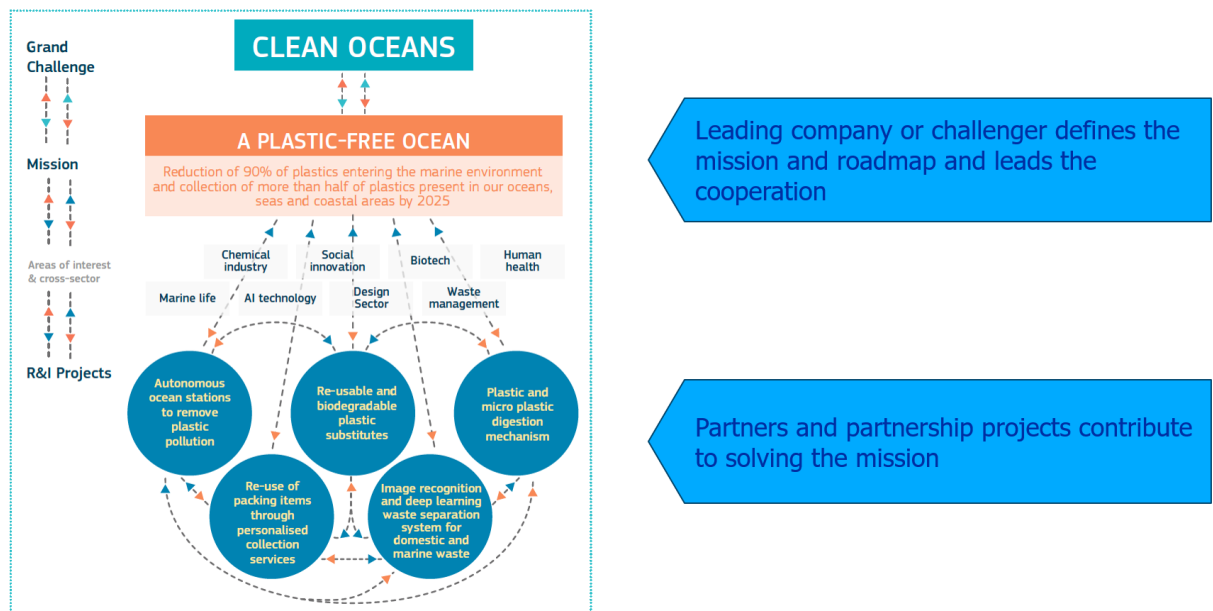 Grand
Challenge
Mission
Areas of interest
& cross-sector
R&I Projects
CLEAN OCEANS
A PLASTIC-FREE OCEAN
Reduction of 90% of plastics entering the marine environment
and collection of more than half of plastics present in our oceans,
seas and coastal areas by 2025
Chemical
industry
Social
innovation
Biotech
Human
health
Marine life
AI technology
Design
Sector
Waste
management
Autonomous
ocean stations
to remove
plastic
pollution
Re-usable and
biodegradable
plastic
substitutes
Plastic and
micro plastic
digestion
mechanism
Re-use of
packing items
through
personalised
collection
services
Image recognition
and deep learning
waste separation
system for
domestic and
marine waste
Leading company or challenger defines the
mission and roadmap and leads the
cooperation
Partners and partnership projects contribute
to solving the mission